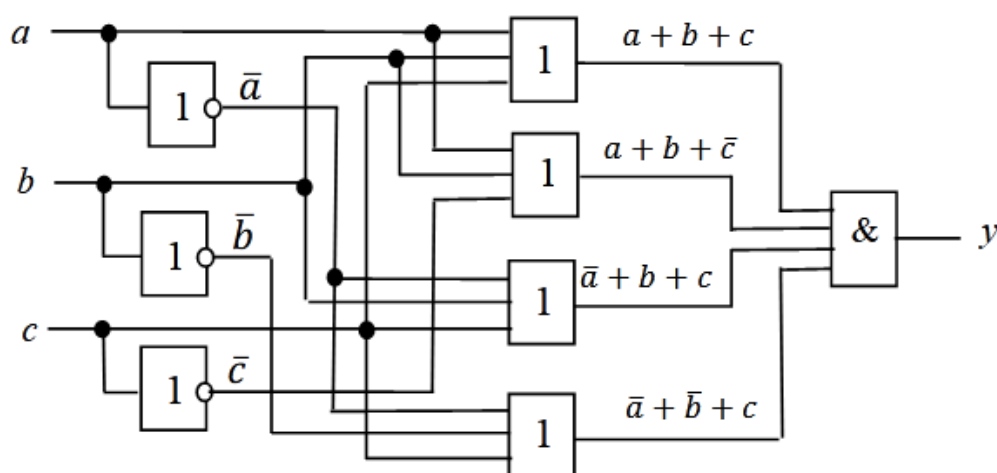 a
1
a + b + c
1
ā
1
a + b + c̄
b
1
b̄
& y
1
ā + b + c
c
1
c̄
1
ā + b̄ + c
1